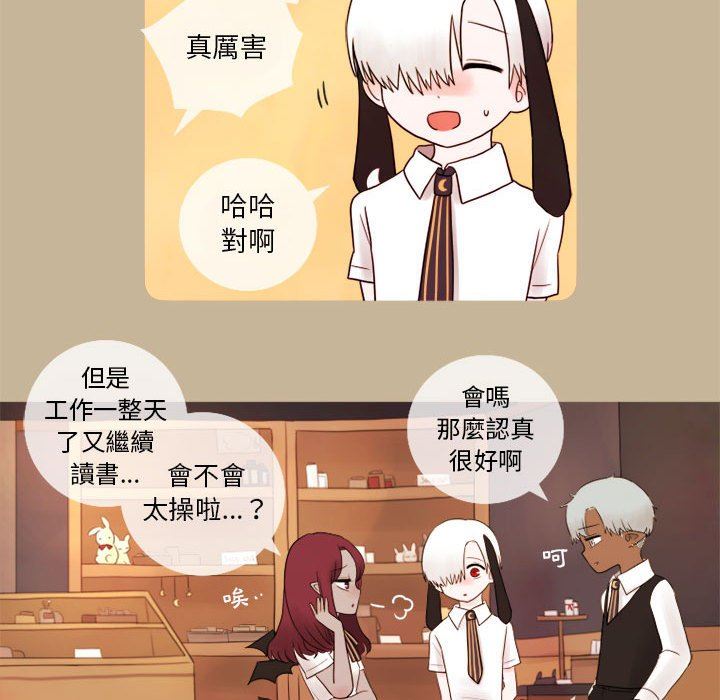 真厲害
哈哈
對啊
但是
工作一整天
了又繼續
讀書...
會不會
太操啦...？
會嗎
那麼認真
很好啊
唉..
呵